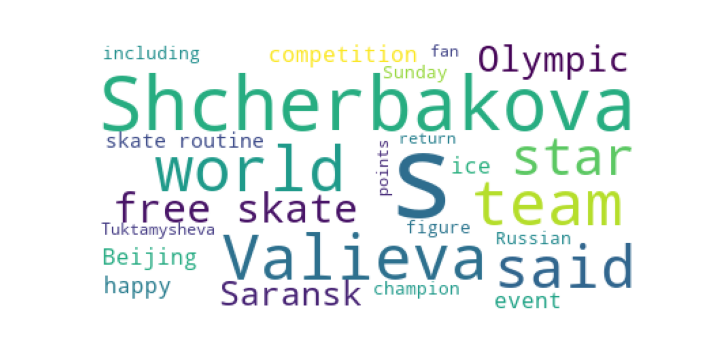 including competition fan Olympic
Sunday
Shcherbakova
skate routine return
world s ice star
points
free skate team
Tuktamysheva figure
Beijing Valieva Russian said
happy Saransk champion event